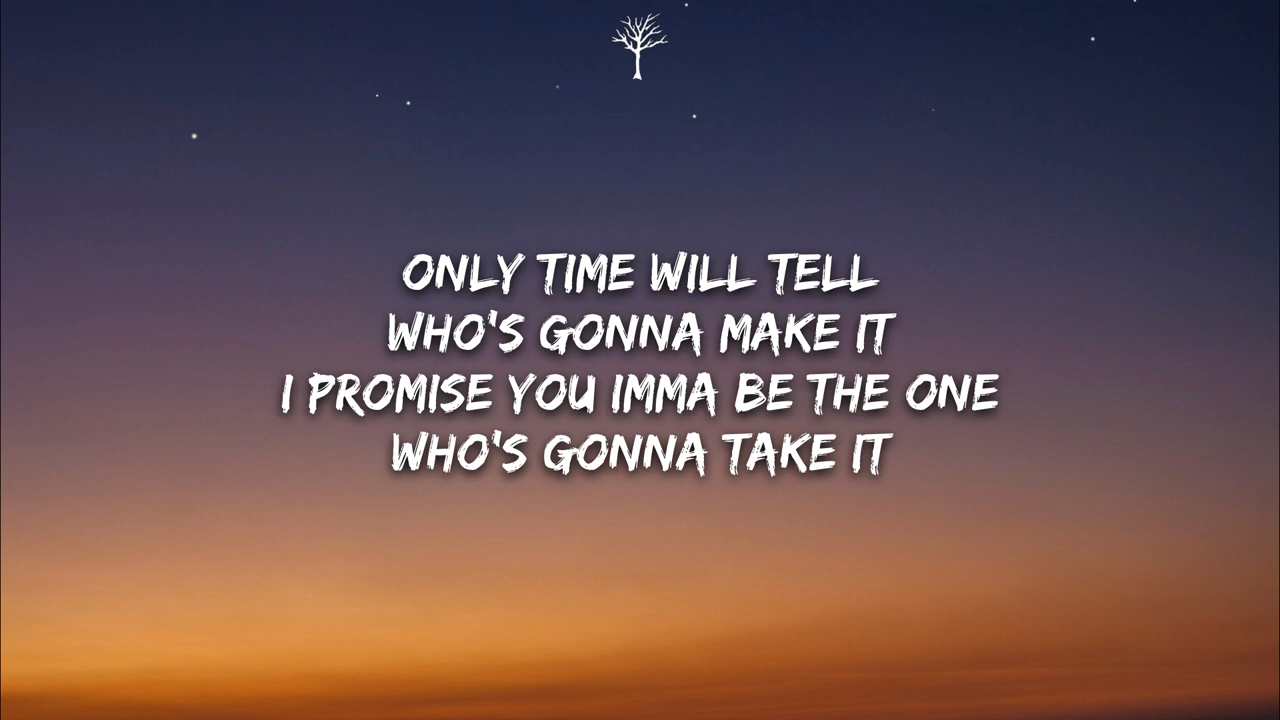 ONLY TIME WILL TELL
WHO'S GONNA MAKE IT
I PROMISE YOU IMMA BE THE ONE
WHO'S GONNA TAKE IT